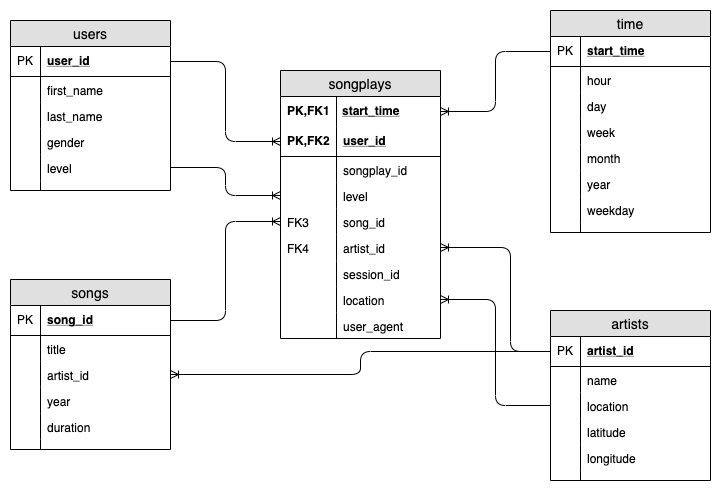 users
PK user_id
first_name
last_name
gender
level
songplays
PK,FK1 start_time
PK,FK2 user_id
songplay_id
level
FK3 song_id
FK4 artist_id
session_id
location
user_agent
time
PK start_time
hour
day
week
month
year
weekday
songs
PK song_id
title
artist_id
year
duration
artists
PK artist_id
name
location
latitude
longitude